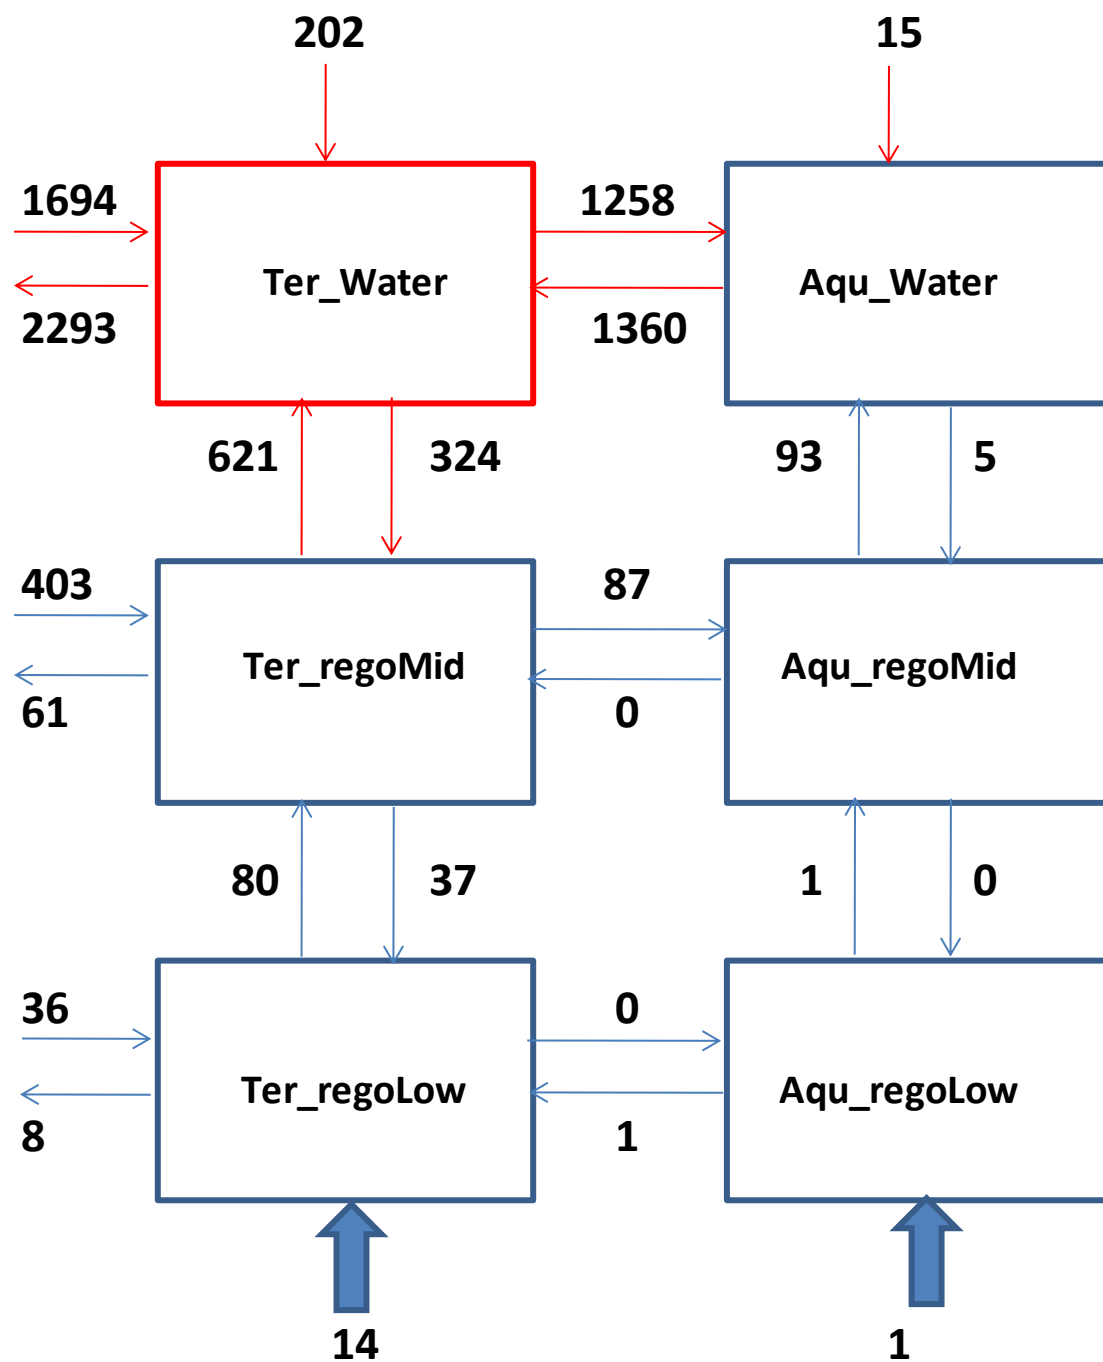 202 15
1694 1258
Ter_Water Aqu_Water
2293 1360
621 324 93 5
403 87
Ter_regoMid Aqu_regoMid
61 0
80 37 1 0
36 0
Ter_regoLow Aqu_regoLow
8 1
14 1